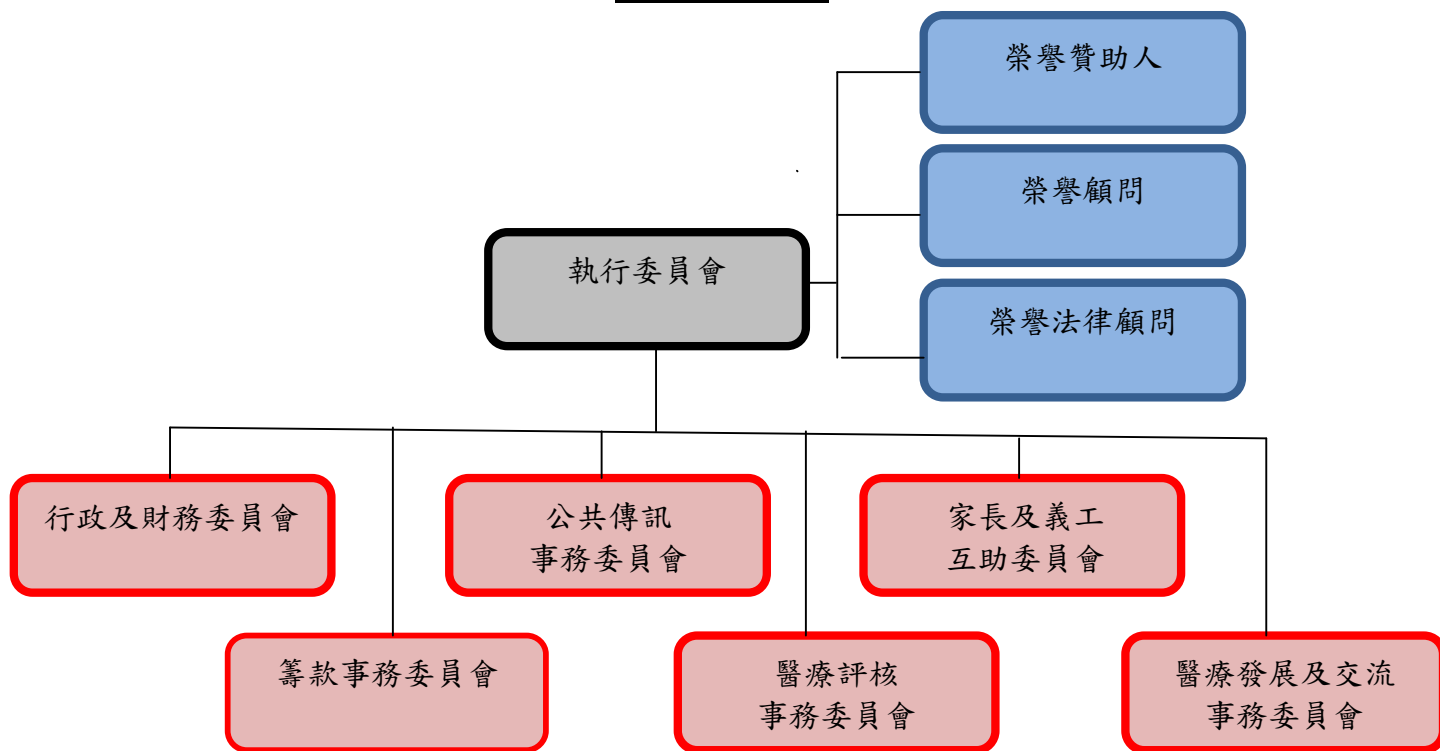 榮譽贊助人
榮譽顧問
執行委員會
榮譽法律顧問
行政及財務委員會
公共傳訊
事務委員會
家長及義工
互助委員會
籌款事務委員會
醫療評核
事務委員會
醫療發展及交流
事務委員會